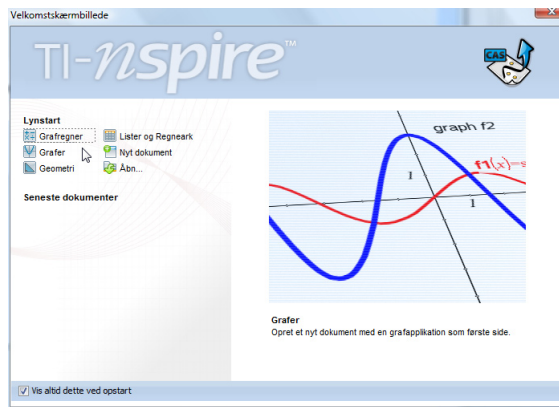 Velkomstskærmbillede
TI-nspire™
CAS
Lynstart
Grafregner
Lister og Regneark
Grafer
Nyt dokument
Geometri
Åbn...
Seneste dokumenter
graph f2
f1(x)=s
1
1
Grafer
Opret et nyt dokument med en grafapplikation som første side.
Vis altid dette ved opstart